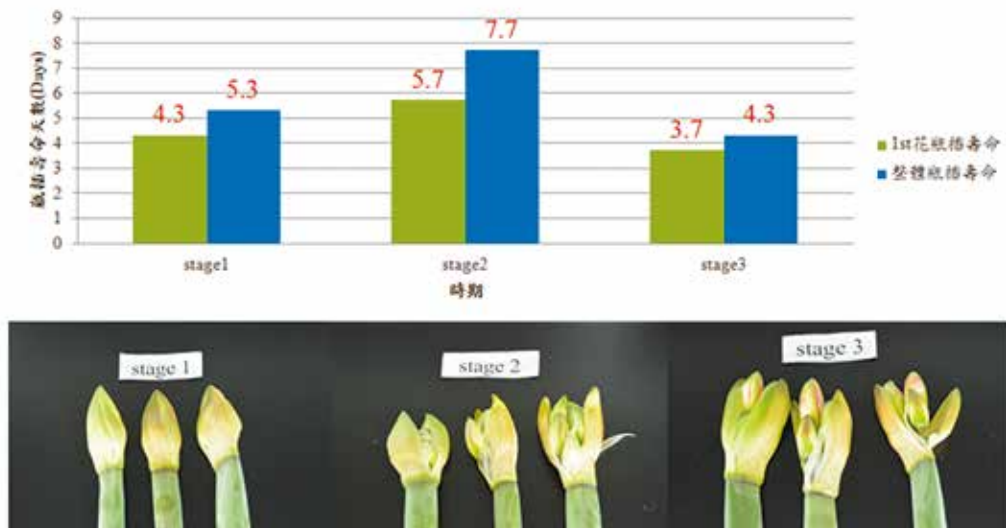 9
8
7
6
5
4
3
2
1
0
瓶插壽命天數(Days)
4.3
5.3
5.7
7.7
3.7
4.3
stage1
stage2
stage3
時期
1st花瓶插壽命
整體瓶插壽命
stage 1
stage 2
stage 3